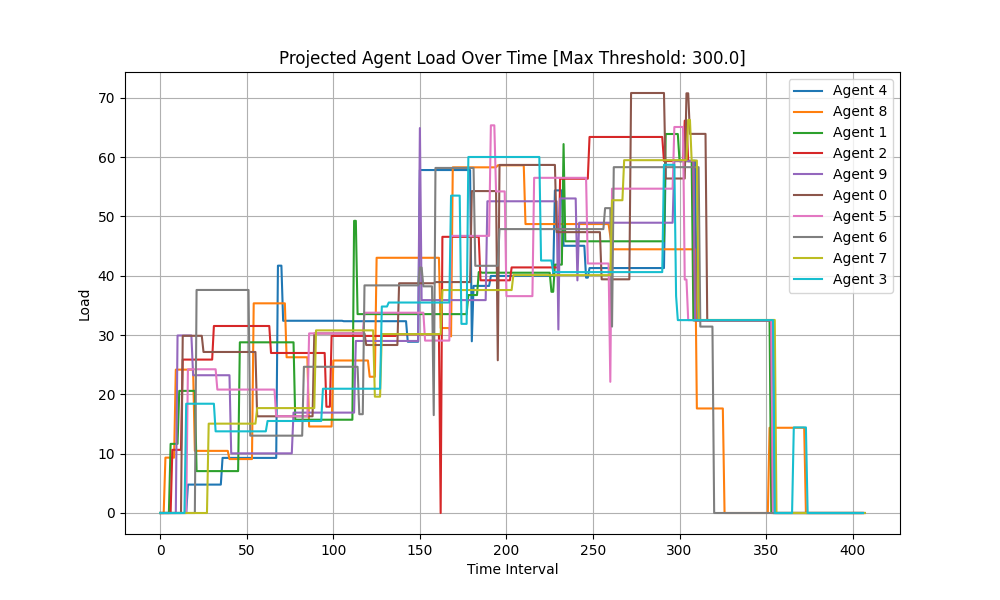 Projected Agent Load Over Time [Max Threshold: 300.0]
70
60
50
40
30
20
10
0
Load
0 50 100 150 200 250 300 350 400
Time Interval
Agent 4
Agent 8
Agent 1
Agent 2
Agent 9
Agent 0
Agent 5
Agent 6
Agent 7
Agent 3